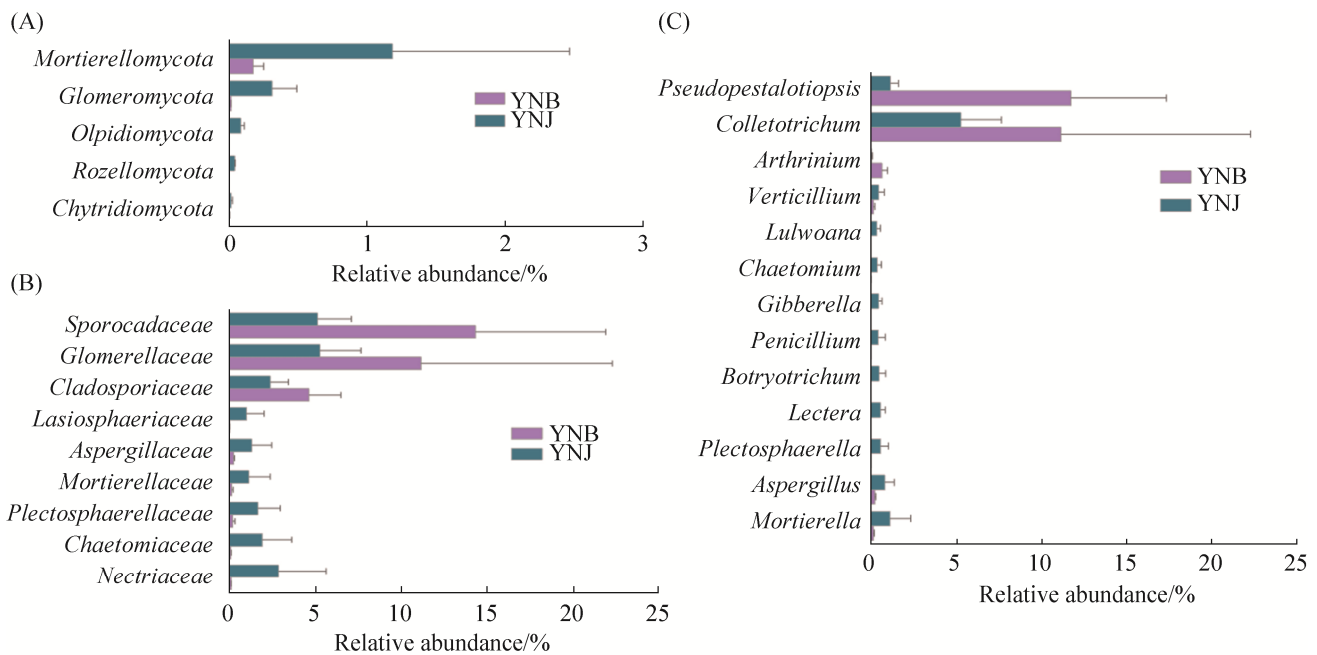 (A)
Mortierellomycota
Glomeromycota
Olpidiomycota
Rozellomycota
Chytridiomycota
YNB
YNJ
0 1 2 3
Relative abundance/%
(B)
Sporocadaceae
Glomerellaceae
Cladosporiaceae
Lasiosphaeriaceae
Aspergillaceae
Mortierellaceae
Plectosphaerellaceae
Chaetomiaceae
Nectriaceae
YNB
YNJ
0 5 10 15 20 25
Relative abundance/%
(C)
Pseudopestalotiopsis
Colletotrichum
Arthrinium
Verticillium
Lulwoana
Chaetomium
Gibberella
Penicillium
Botryotrichum
Lectera
Plectosphaerella
Aspergillus
Mortierella
YNB
YNJ
0 5 10 15 20 25
Relative abundance/%